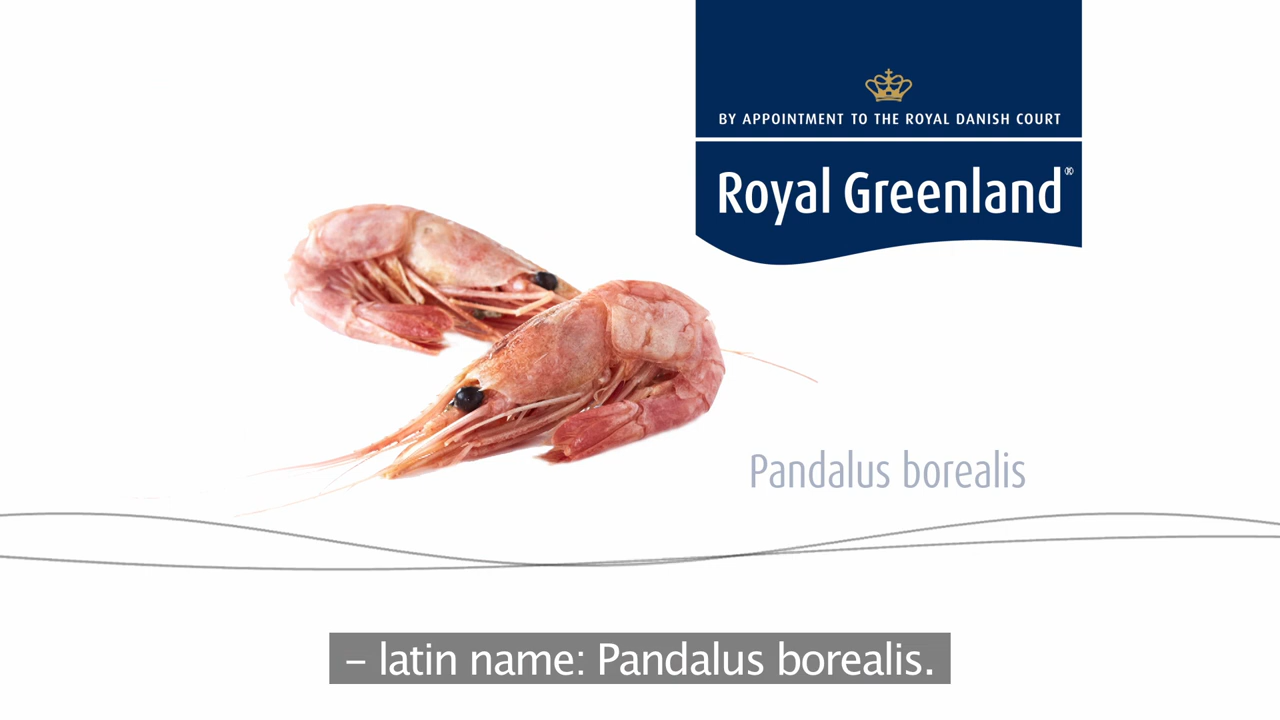 BY APPOINTMENT TO THE ROYAL DANISH COURT
Royal Greenland®
Pandalus borealis
– latin name: Pandalus borealis.